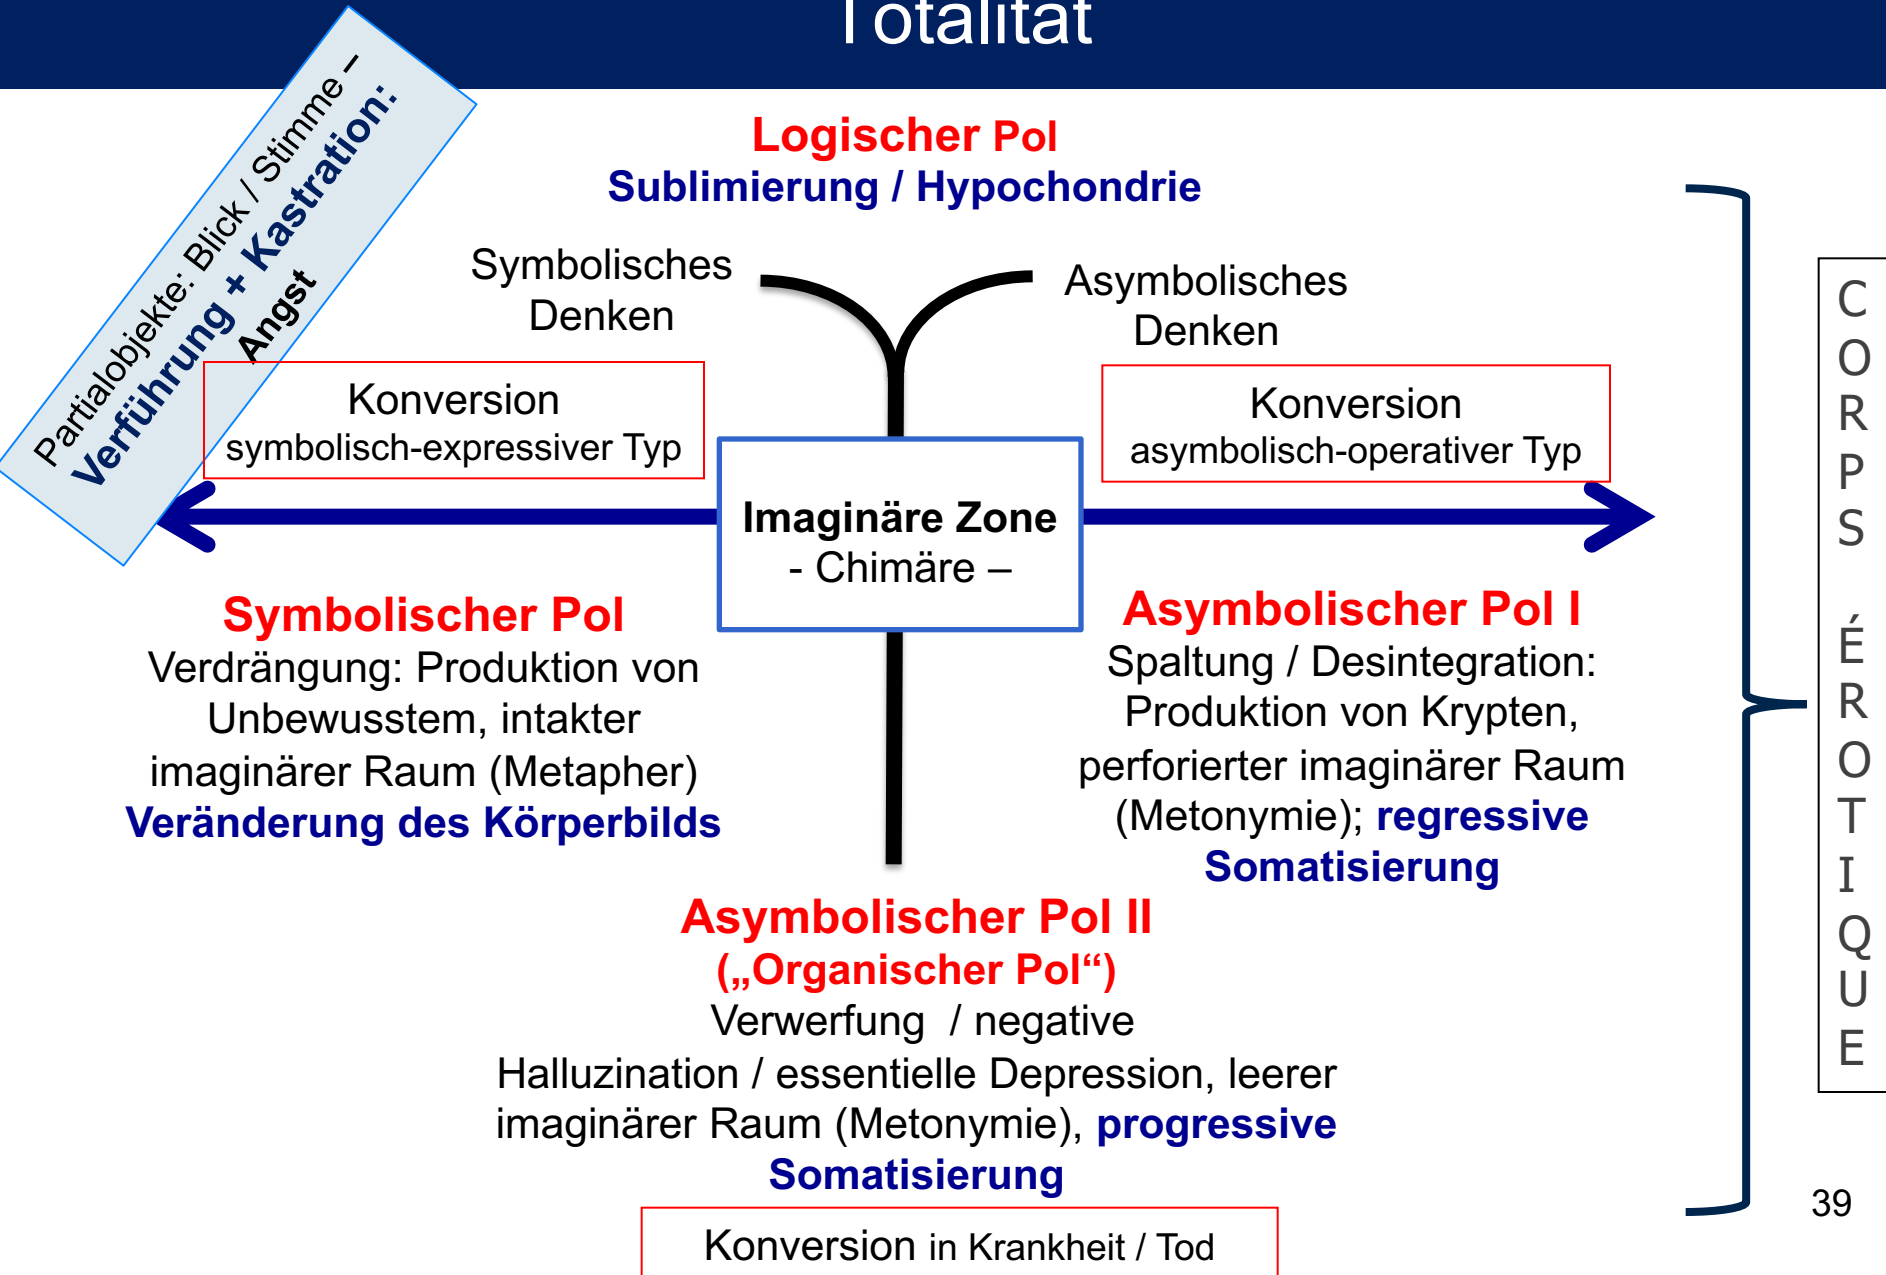 Totalität
Partialobjekte: Blick / Stimme –
Verführung + Kastration:
Angst
Logischer Pol
Sublimierung / Hypochondrie
Symbolisches
Denken
Asymbolisches
Denken
Konversion
symbolisch-expressiver Typ
Konversion
asymbolisch-operativer Typ
Imaginäre Zone
- Chimäre –
Symbolischer Pol
Verdrängung: Produktion von
Unbewusstem, intakter
imaginärer Raum (Metapher)
Veränderung des Körperbilds
Asymbolischer Pol I
Spaltung / Desintegration:
Produktion von Krypten,
perforierter imaginärer Raum
(Metonymie); regressive
Somatisierung
Asymbolischer Pol II
(„Organischer Pol“)
Verwerfung / negative
Halluzination / essentielle Depression, leerer
imaginärer Raum (Metonymie), progressive
Somatisierung
Konversion in Krankheit / Tod
C
O
R
P
S
É
R
O
T
I
Q
U
E
39